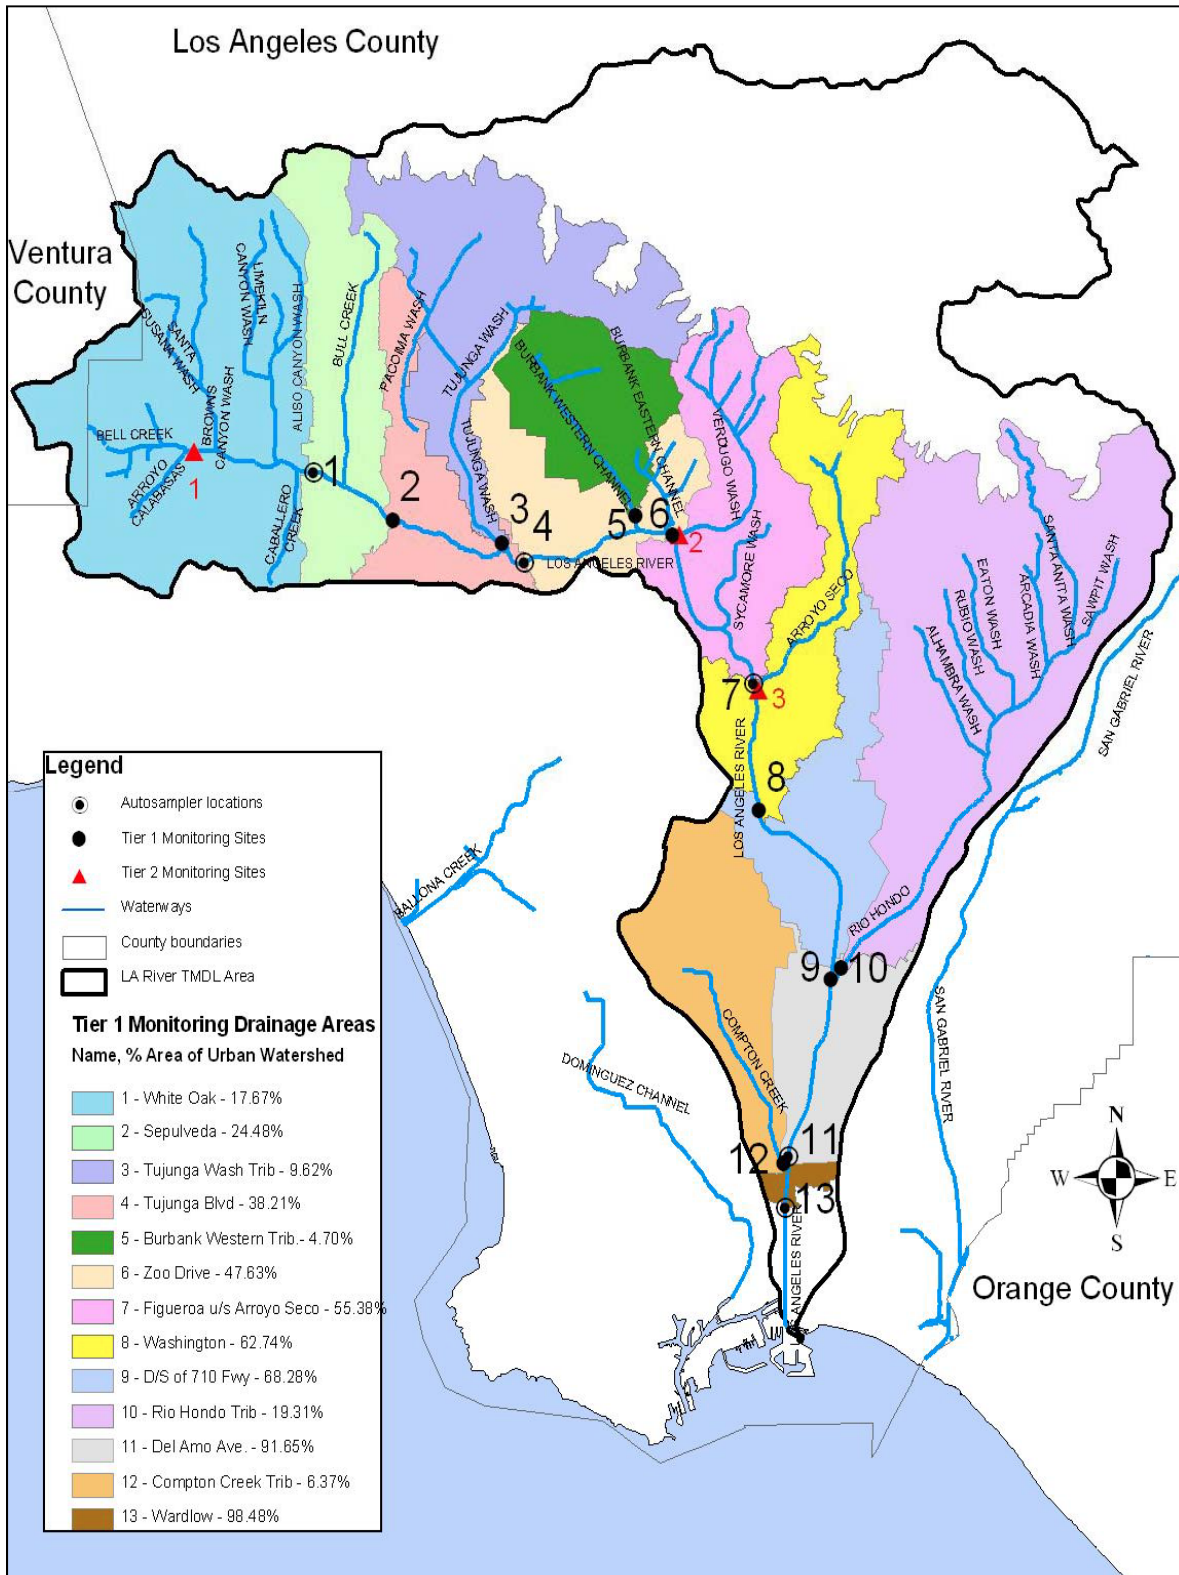 Los Angeles County
Ventura
County
SANTA
SUSANA WASH
BROWNS
CANYON WASH
LIMEKILN
CANYON WASH
ALISO CANYON WASH
BULL CREEK
PACOIMA WASH
TUJUNGA WASH
TUJUNGA WASH
BURBANK WESTERN CHANNEL
BURBANK EASTERN CHANNEL
VERDUGO WASH
BELL CREEK
ARROYO
CALABASAS
CABALLERO
CREEK
1
1
2
3
4
5
6
2
LOS ANGELES RIVER
SYCAMORE WASH
ARROYO SECO
EATON WASH
RUBIO WASH
ALHAMBRA WASH
ARCADIA WASH
SANTA ANITA WASH
SAWPIT WASH
SAN GABRIEL RIVER
7
3
LOS ANGELES RIVER
8
BALLONA CREEK
RIO HONDO
9
10
COMPTON CREEK
DOMINGUEZ CHANNEL
SAN GABRIEL RIVER
11
12
13
ANGELES RIVER
N
W
E
S
Orange County
Legend
Autosampler locations
Tier 1 Monitoring Sites
Tier 2 Monitoring Sites
Waterways
County boundaries
LA River TMDL Area
Tier 1 Monitoring Drainage Areas
Name, % Area of Urban Watershed
1 - White Oak - 17.67%
2 - Sepulveda - 24.48%
3 - Tujunga Wash Trib - 9.62%
4 - Tujunga Blvd - 38.21%
5 - Burbank Western Trib.- 4.70%
6 - Zoo Drive - 47.63%
7 - Figueroa u/s Arroyo Seco - 55.38%
8 - Washington - 62.74%
9 - D/S of 710 Fwy - 68.28%
10 - Rio Hondo Trib - 19.31%
11 - Del Amo Ave. - 91.65%
12 - Compton Creek Trib - 6.37%
13 - Wardlow - 98.48%